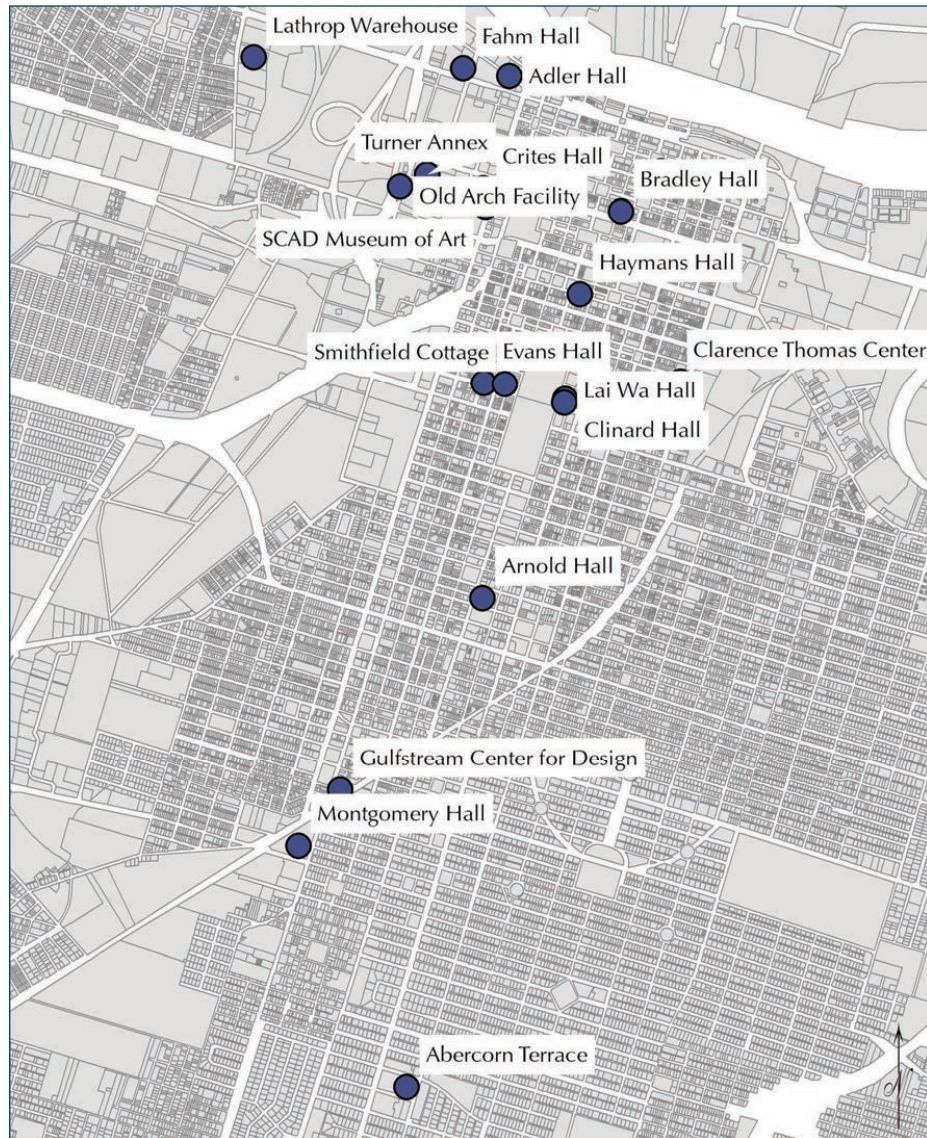 Lathrop Warehouse
Fahm Hall
Adler Hall
Turner Annex
Crites Hall
Bradley Hall
Old Arch Facility
SCAD Museum of Art
Haymans Hall
Smithfield Cottage
Evans Hall
Clarence Thomas Center
Lai Wa Hall
Clinard Hall
Arnold Hall
Gulfstream Center for Design
Montgomery Hall
Abercorn Terrace
N